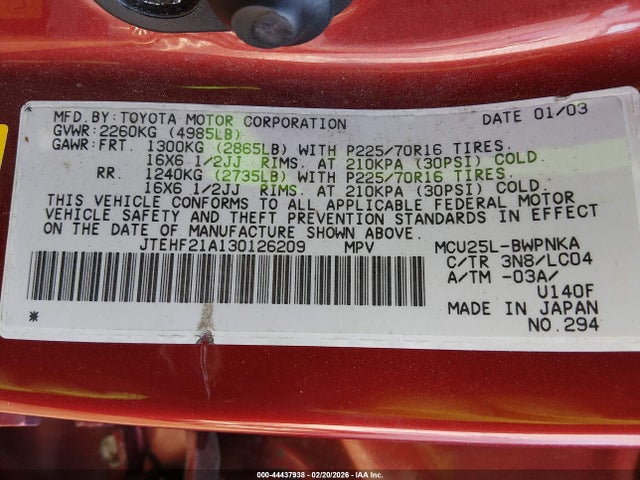 MFD.BY:TOYOTA MOTOR CORPORATION DATE 01/03
GVWR:2260KG (4985LB)
GAWR:FRT. 1300KG (2865LB) WITH P225/70R16 TIRES.
16X6 1/2JJ RIMS. AT 210KPA (30PSI) COLD.
RR. 1240KG (2735LB) WITH P225/70R16 TIRES.
16X6 1/2JJ RIMS. AT 210KPA (30PSI) COLD.
THIS VEHICLE CONFORMS TO ALL APPLICABLE FEDERAL MOTOR
VEHICLE SAFETY AND THEFT PREVENTION STANDARDS IN EFFECT
ON THE DATE OF MANUFACTURE SHOWN ABOVE.
JTEHF21A130126209 MPV MCU25L-BWPNKA
C/TR 3N8/LC04
A/TM -03A/
U140F
* * MADE IN JAPAN
NO.294
000-44437938 - 02/20/2026 - IAA Inc.